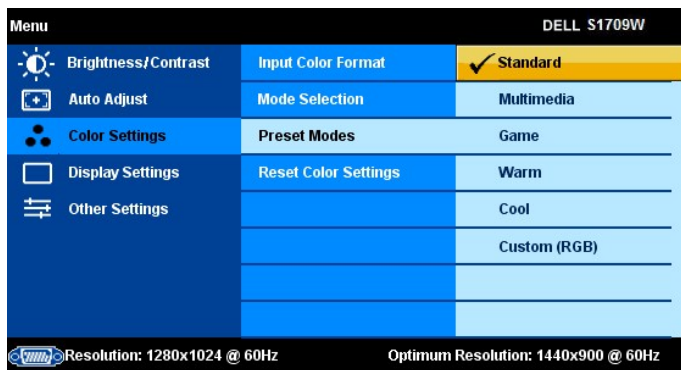 Menu DELL S1709W
Brightness/Contrast Input Color Format Standard
Auto Adjust Mode Selection Multimedia
Color Settings Preset Modes Game
Display Settings Reset Color Settings Warm
Other Settings Cool
Custom (RGB)
Resolution: 1280x1024 @ 60Hz Optimum Resolution: 1440x900 @ 60Hz